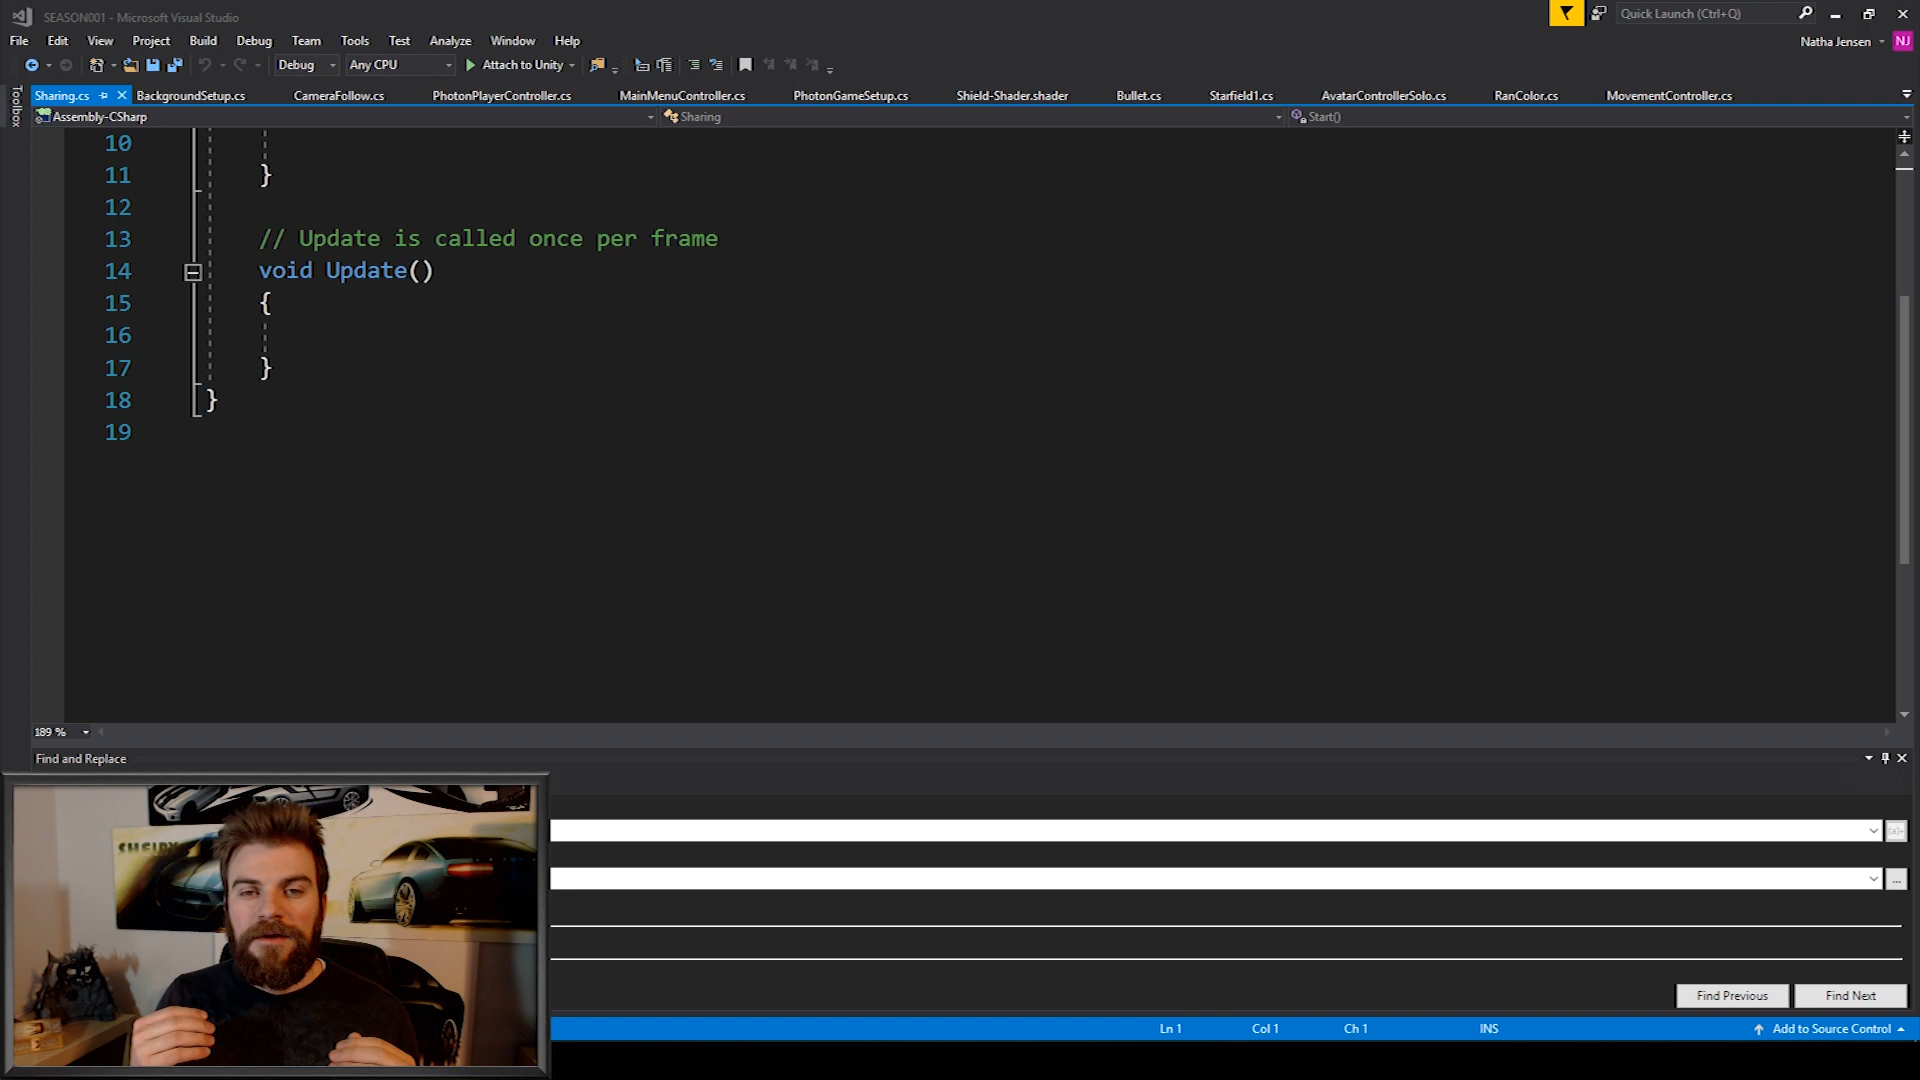 SEASON001 - Microsoft Visual Studio
Quick Launch (Ctrl+Q)
File Edit View Project Build Debug Team Tools Test Analyze Window Help
Natha Jensen NJ
Debug Any CPU Attach to Unity
Toolbox
Sharing.cs BackgroundSetup.cs CameraFollow.cs PhotonPlayerController.cs MainMenuController.cs PhotonGameSetup.cs Shield-Shader.shader Bullet.cs Starfield1.cs AvatarControllerSolo.cs RanColor.cs MovementController.cs
Assembly-CSharp Sharing Start()
10
11 }
12
13 // Update is called once per frame
14 void Update()
15 {
16
17 }
18 }
19
189 %
Find and Replace
SHELBY
...
Find Previous Find Next
Ln 1 Col 1 Ch 1 INS Add to Source Control